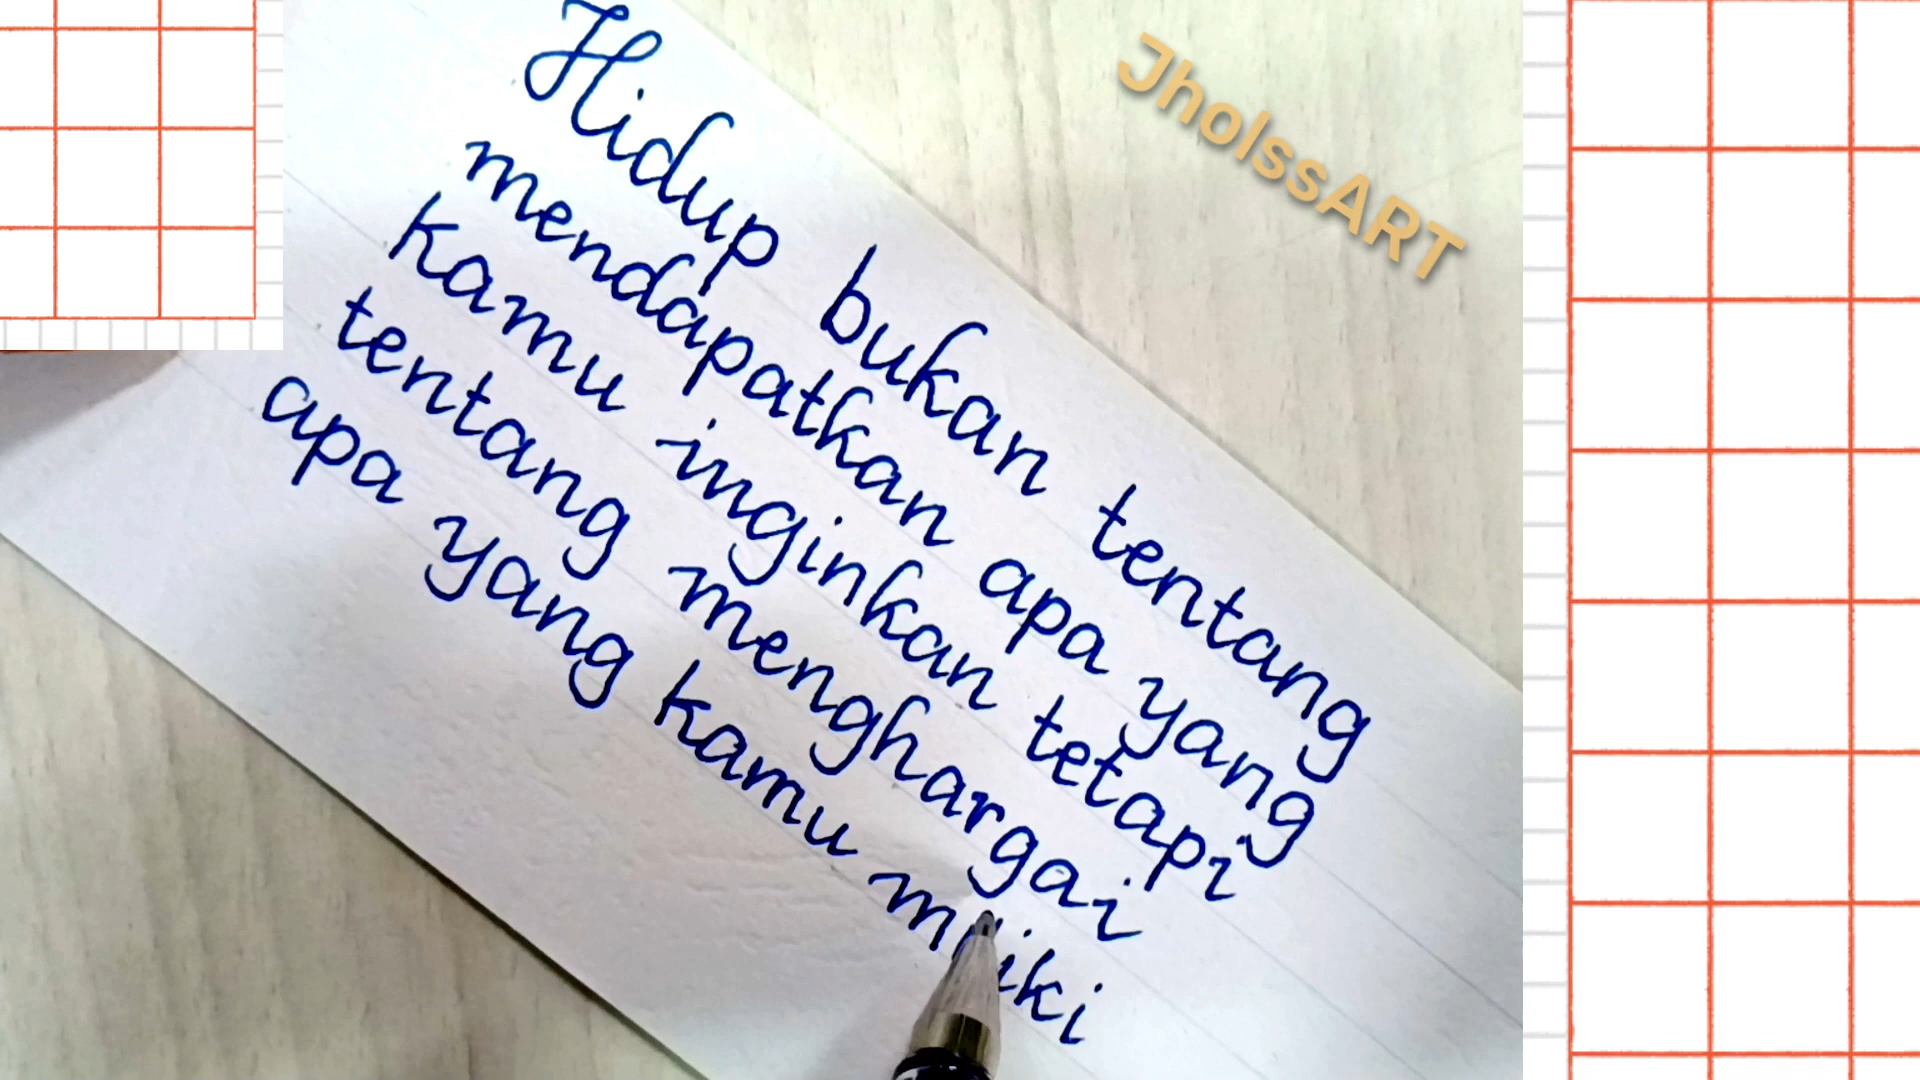 JholssART
Hidup bukan tentang
mendapatkan apa yang
kamu inginkan tetapi
tentang menghargai
apa yang kamu miliki